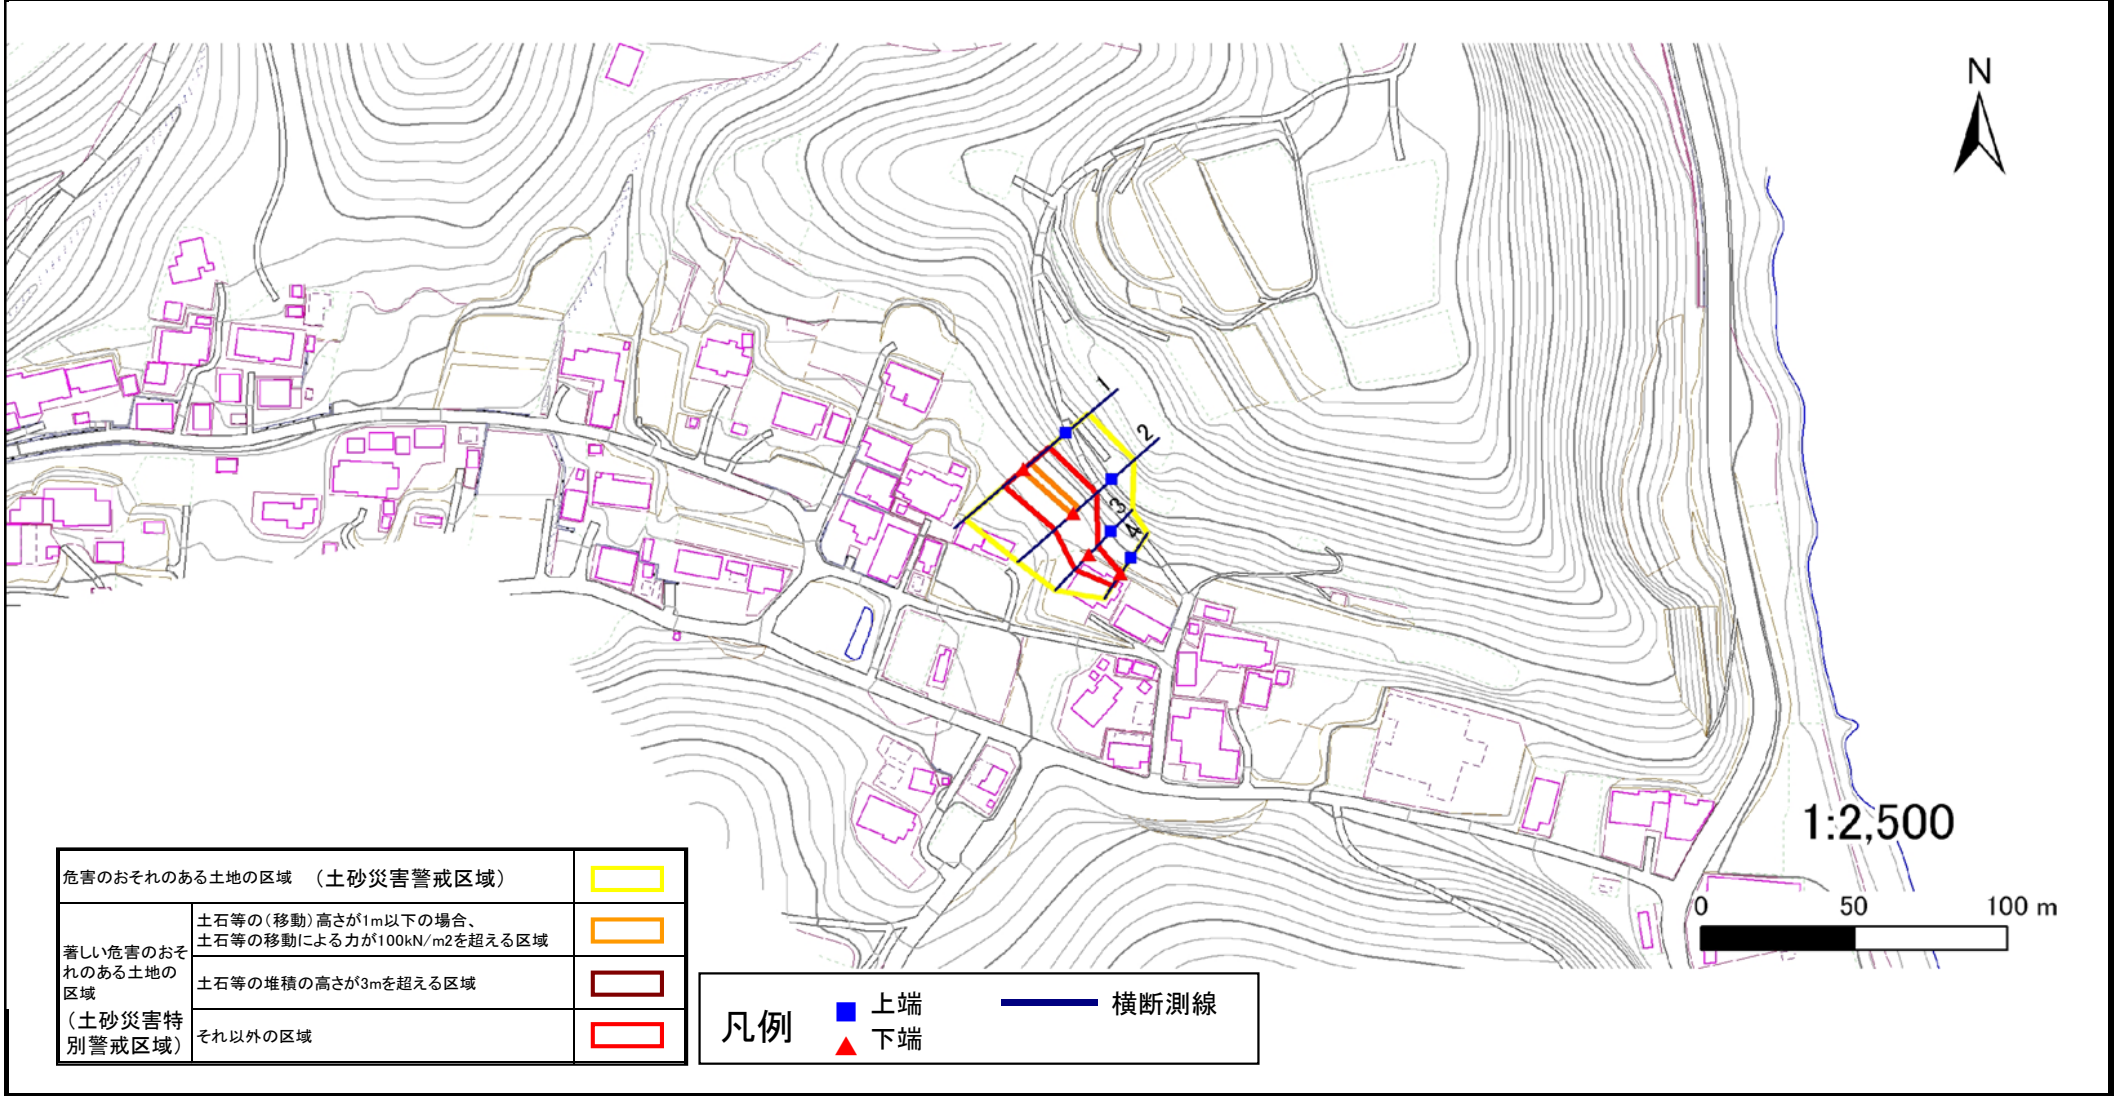 N
1
2
3
4
1:2,500
0 50 100 m
危害のおそれのある土地の区域 （土砂災害警戒区域）
著しい危害のおそ
れのある土地の
区域
（土砂災害特
別警戒区域）
土石等の（移動）高さが1m以下の場合、
土石等の移動による力が100kN/m2を超える区域
土石等の堆積の高さが3mを超える区域
それ以外の区域
凡例
上端
下端
横断測線